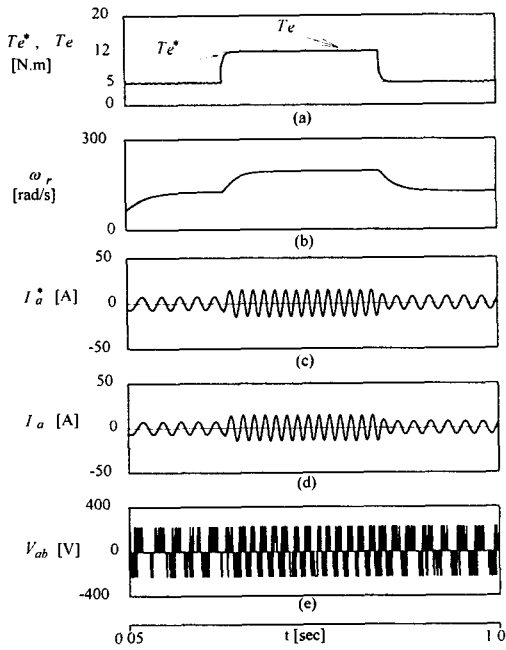 20
Te* , Te
[N.m]
12
5
0
Te*
Te
(a)
300
ω r
[rad/s]
0
(b)
50
I a * [A]
0
-50
(c)
50
I a [A]
0
-50
(d)
400
V ab [V]
0
-400
(e)
0 05
t [sec]
1 0